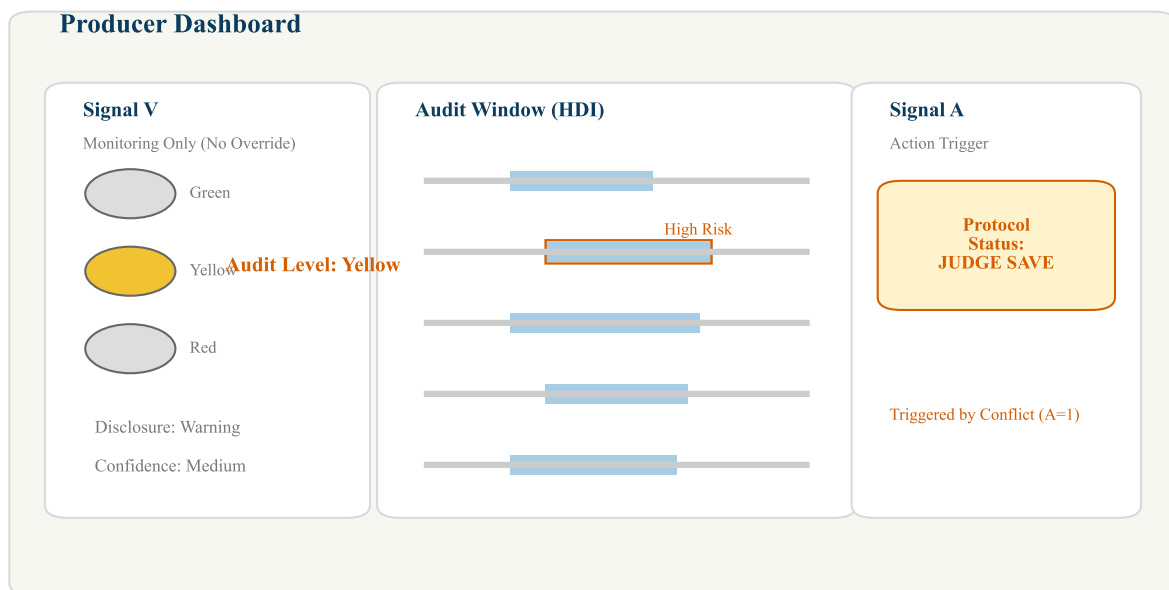 Producer Dashboard
Signal V
Monitoring Only (No Override)
Green
Yellow
Audit Level: Yellow
Red
Disclosure: Warning
Confidence: Medium
Audit Window (HDI)
High Risk
Signal A
Action Trigger
Protocol
Status:
JUDGE SAVE
Triggered by Conflict (A=1)